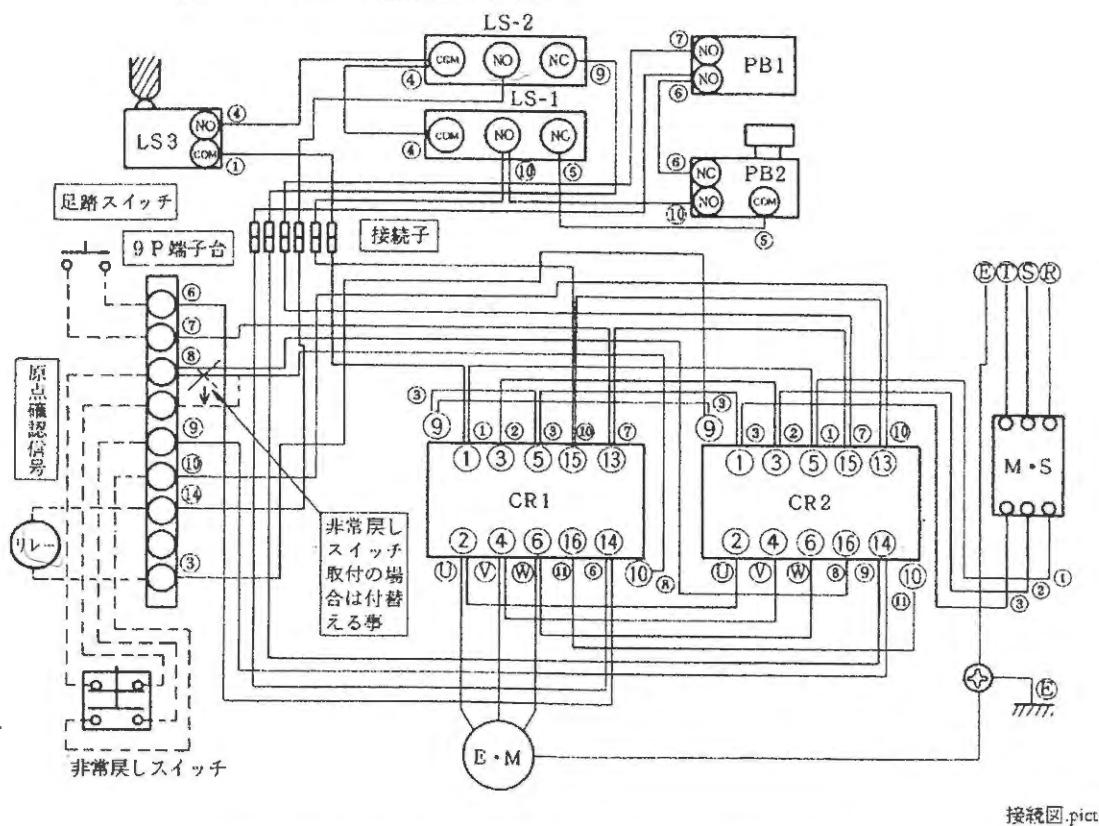 LS-2
COM NO NC
④ ⑨
LS-1
COM NO NC
④ ⑩ ⑤
LS3
NO
COM
④
①
⑦
NO
NO
PB1
⑥
⑥
NC
NO
PB2
COM
⑩
⑤
足踏スイッチ
9P端子台
接続子
⑥
⑦
⑧
⑨
⑭
③
原点確認信号
リレー
非常戻し
スイッチ
取付の場
合は付替
える事
非常戻しスイッチ
Ⓔ Ⓣ Ⓢ Ⓡ
M・S
① ② ③
③ ⑨ ① ② ③ ⑩ ⑦
① ③ ⑤ ⑮ ⑬
CR1
② ④ ⑥ ⑯ ⑭
Ⓤ Ⓥ Ⓦ ⑪ ⑥ ⑩ ⑧
③ ⑨ ③ ② ① ⑦ ⑩
① ③ ⑤ ⑮ ⑬
CR2
② ④ ⑥ ⑯ ⑭
Ⓤ Ⓥ Ⓦ ⑧ ⑨ ⑩ ⑪
E・M
Ⓔ
接続図.pict